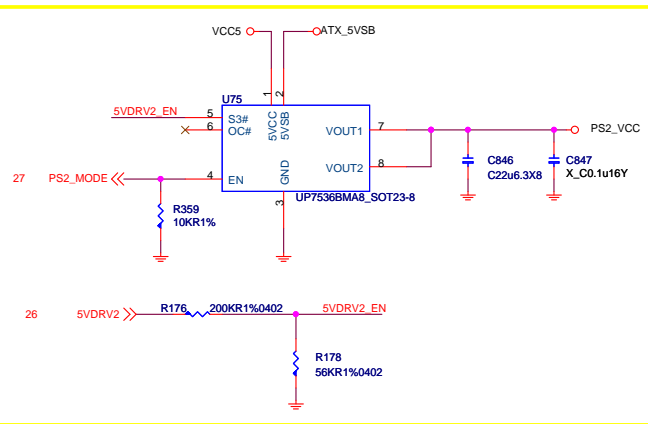 VCC5
ATX_5VSB
U75
1
2
5VDRV2_EN
5
S3#
6
OC#
5VCC
5VSB
VOUT1
7
PS2_VCC
27
PS2_MODE
4
EN
GND
VOUT2
8
C846
C22u6.3X8
C847
X_C0.1u16Y
3
UP7536BMA8_SOT23-8
R359
10KR1%
26
5VDRV2
R176
200KR1%0402
5VDRV2_EN
R178
56KR1%0402